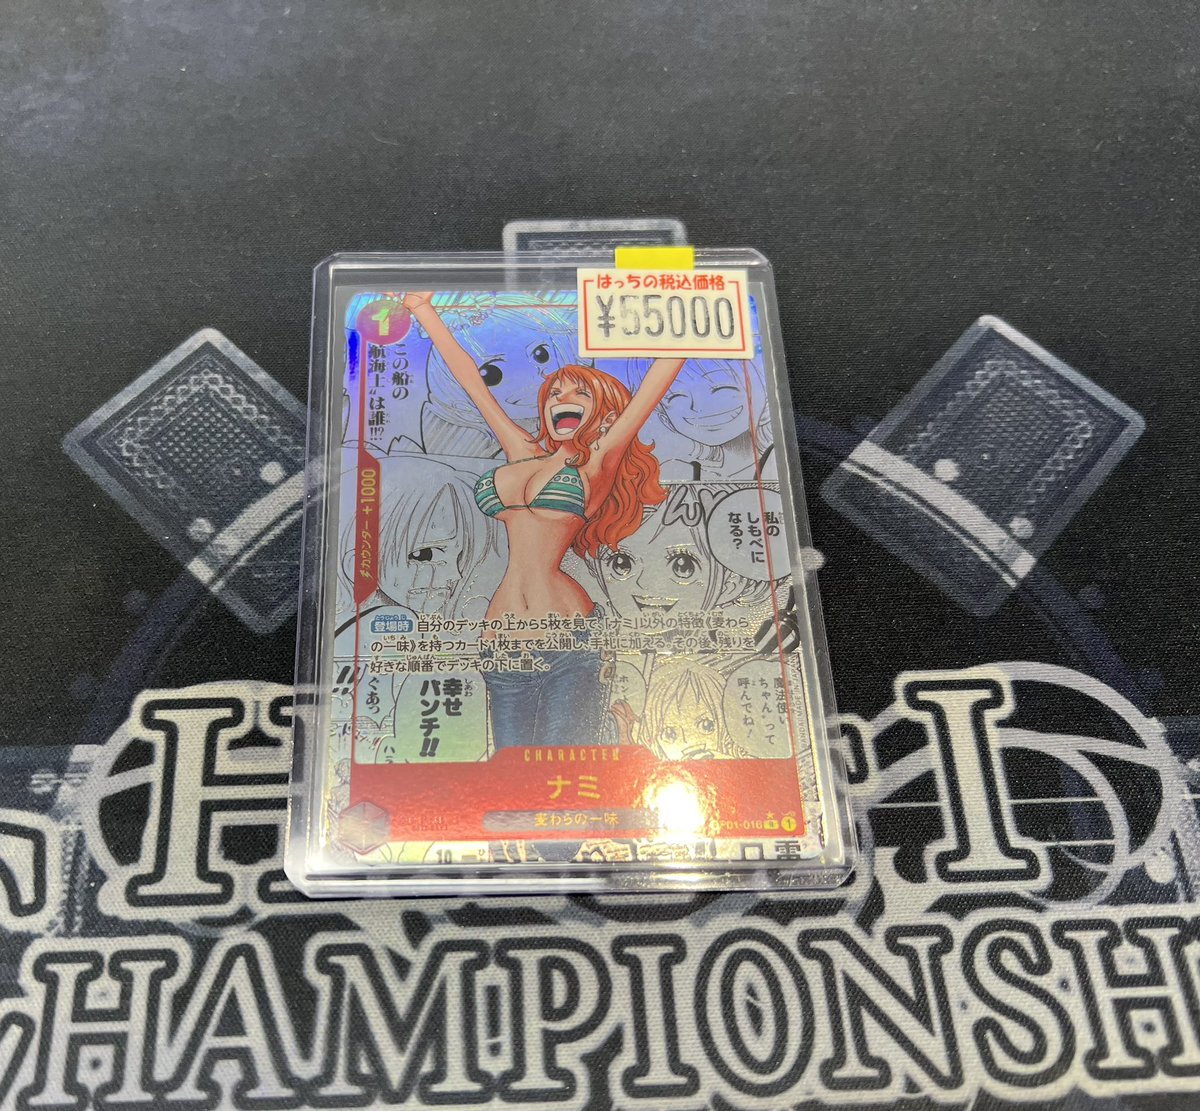 はっちの税込価格
¥55000
1
この船の
航海士"は誰!!?
カウンター +1000
私の
しもべに
なる?
登場時 自分のデッキの上から5枚を見て、「ナミ」以外の特徴《麦わら
の一味》を持つカード1枚までを公開し、手札に加える。その後、残りを
好きな順番でデッキの下に置く。
幸せ
パンチ!!
魔法使い
ちゃん"って
呼んでね!
CHARACTER
ナミ
麦わらの一味
OP01-016 R 1
CHAMPIONSH